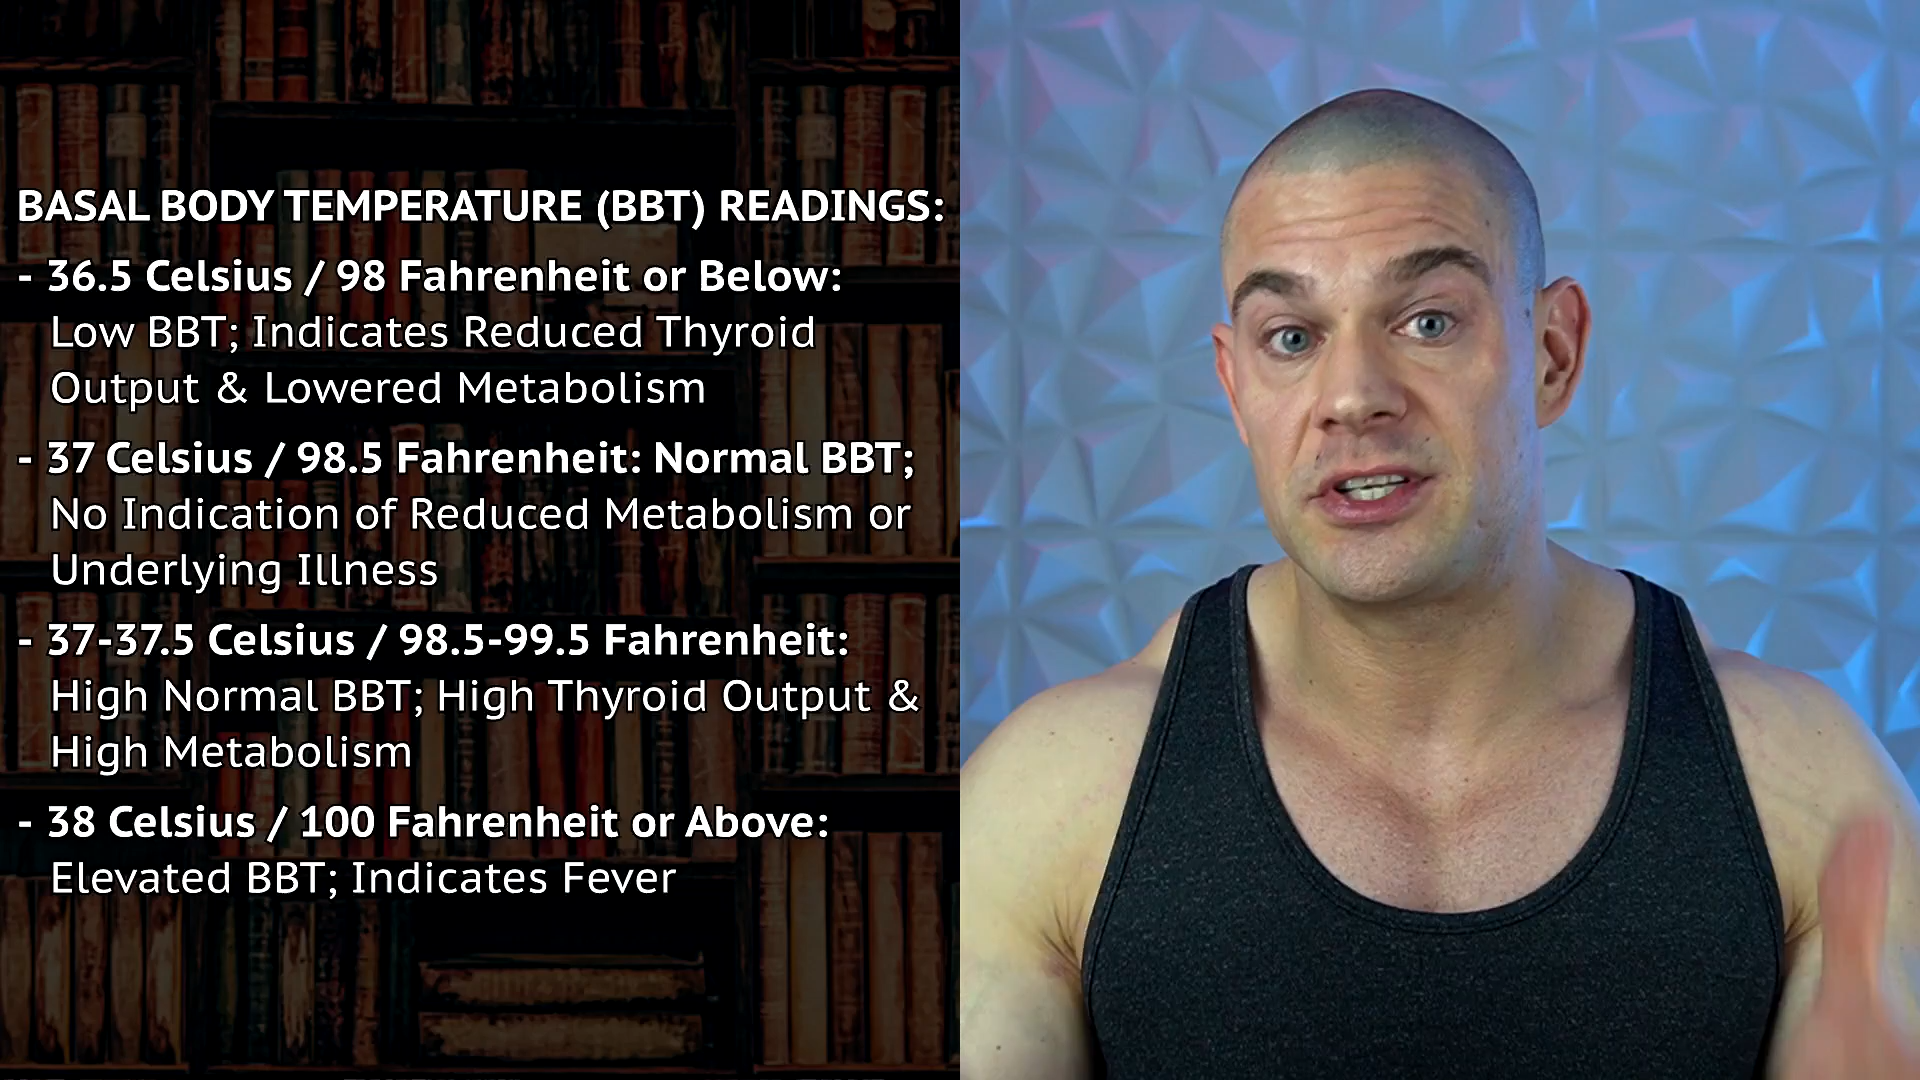 BASAL BODY TEMPERATURE (BBT) READINGS:
- 36.5 Celsius / 98 Fahrenheit or Below:
Low BBT; Indicates Reduced Thyroid
Output & Lowered Metabolism
- 37 Celsius / 98.5 Fahrenheit: Normal BBT;
No Indication of Reduced Metabolism or
Underlying Illness
- 37-37.5 Celsius / 98.5-99.5 Fahrenheit:
High Normal BBT; High Thyroid Output &
High Metabolism
- 38 Celsius / 100 Fahrenheit or Above:
Elevated BBT; Indicates Fever